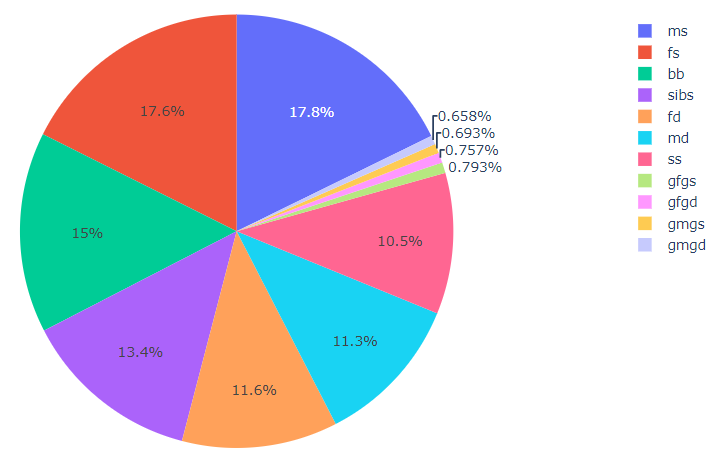 17.8%
17.6%
15%
13.4%
11.6%
11.3%
10.5%
0.658%
0.693%
0.757%
0.793%
ms
fs
bb
sibs
fd
md
ss
gfgs
gfgd
gmgs
gmgd